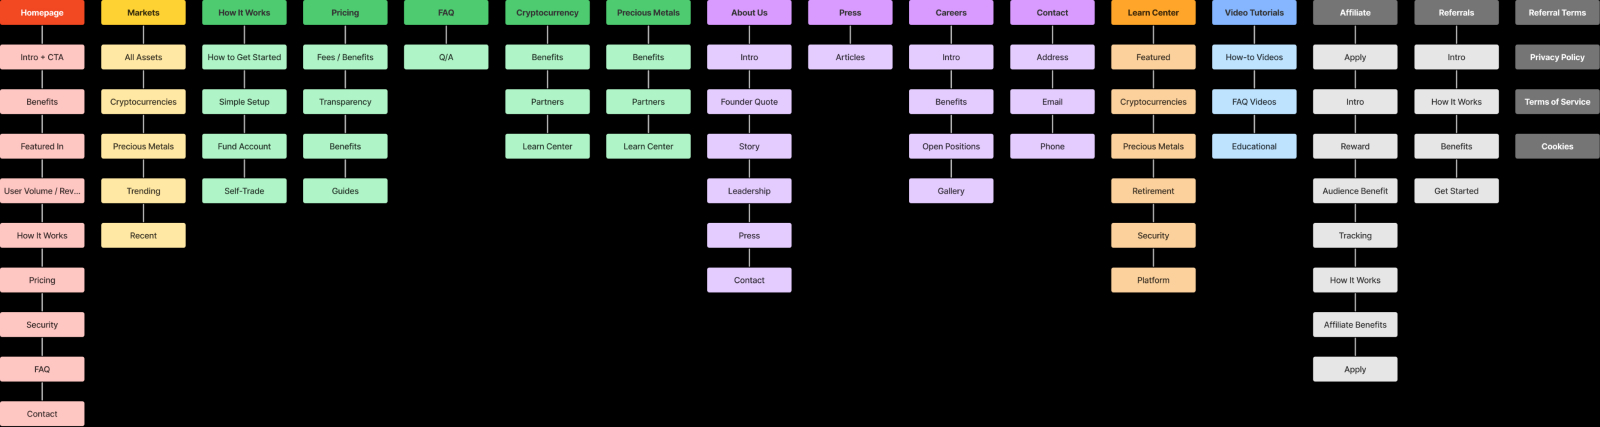 Homepage
Markets
How It Works
Pricing
FAQ
Cryptocurrency
Precious Metals
About Us
Press
Careers
Contact
Learn Center
Video Tutorials
Affiliate
Referrals
Referral Terms
Intro + CTA
All Assets
How to Get Started
Fees / Benefits
Q/A
Benefits
Benefits
Intro
Articles
Intro
Address
Featured
How-to Videos
Apply
Intro
Privacy Policy
Benefits
Cryptocurrencies
Simple Setup
Transparency
Partners
Partners
Founder Quote
Benefits
Email
Cryptocurrencies
FAQ Videos
Intro
How It Works
Terms of Service
Featured In
Precious Metals
Fund Account
Benefits
Learn Center
Learn Center
Story
Open Positions
Phone
Precious Metals
Educational
Reward
Benefits
Cookies
User Volume / Rev...
Trending
Self-Trade
Guides
Leadership
Gallery
Retirement
Audience Benefit
Get Started
How It Works
Recent
Press
Security
Tracking
Pricing
Contact
Platform
How It Works
Security
Affiliate Benefits
FAQ
Apply
Contact